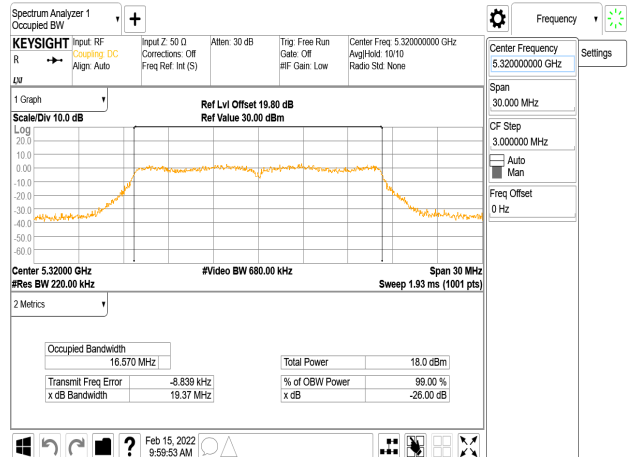 Spectrum Analyzer 1
Occupied BW
Frequency
KEYSIGHT
R
LXI
Input: RF
Coupling: DC
Align: Auto
Input Z: 50 Ω
Corrections: Off
Freq Ref: Int (S)
Atten: 30 dB
Trig: Free Run
Gate: Off
#IF Gain: Low
Center Freq: 5.320000000 GHz
Avg|Hold: 10/10
Radio Std: None
Center Frequency
5.320000000 GHz
Settings
Span
30.000 MHz
CF Step
3.000000 MHz
Auto
Man
Freq Offset
0 Hz
1 Graph
Scale/Div 10.0 dB
Ref Lvl Offset 19.80 dB
Ref Value 30.00 dBm
Log
20.0
10.0
0.00
-10.0
-20.0
-30.0
-40.0
-50.0
-60.0
Center 5.32000 GHz
#Video BW 680.00 kHz
Span 30 MHz
#Res BW 220.00 kHz
Sweep 1.93 ms (1001 pts)
2 Metrics
Occupied Bandwidth
16.570 MHz
Total Power 18.0 dBm
Transmit Freq Error -8.839 kHz
% of OBW Power 99.00 %
x dB Bandwidth 19.37 MHz
x dB -26.00 dB
?
Feb 15, 2022
9:59:53 AM